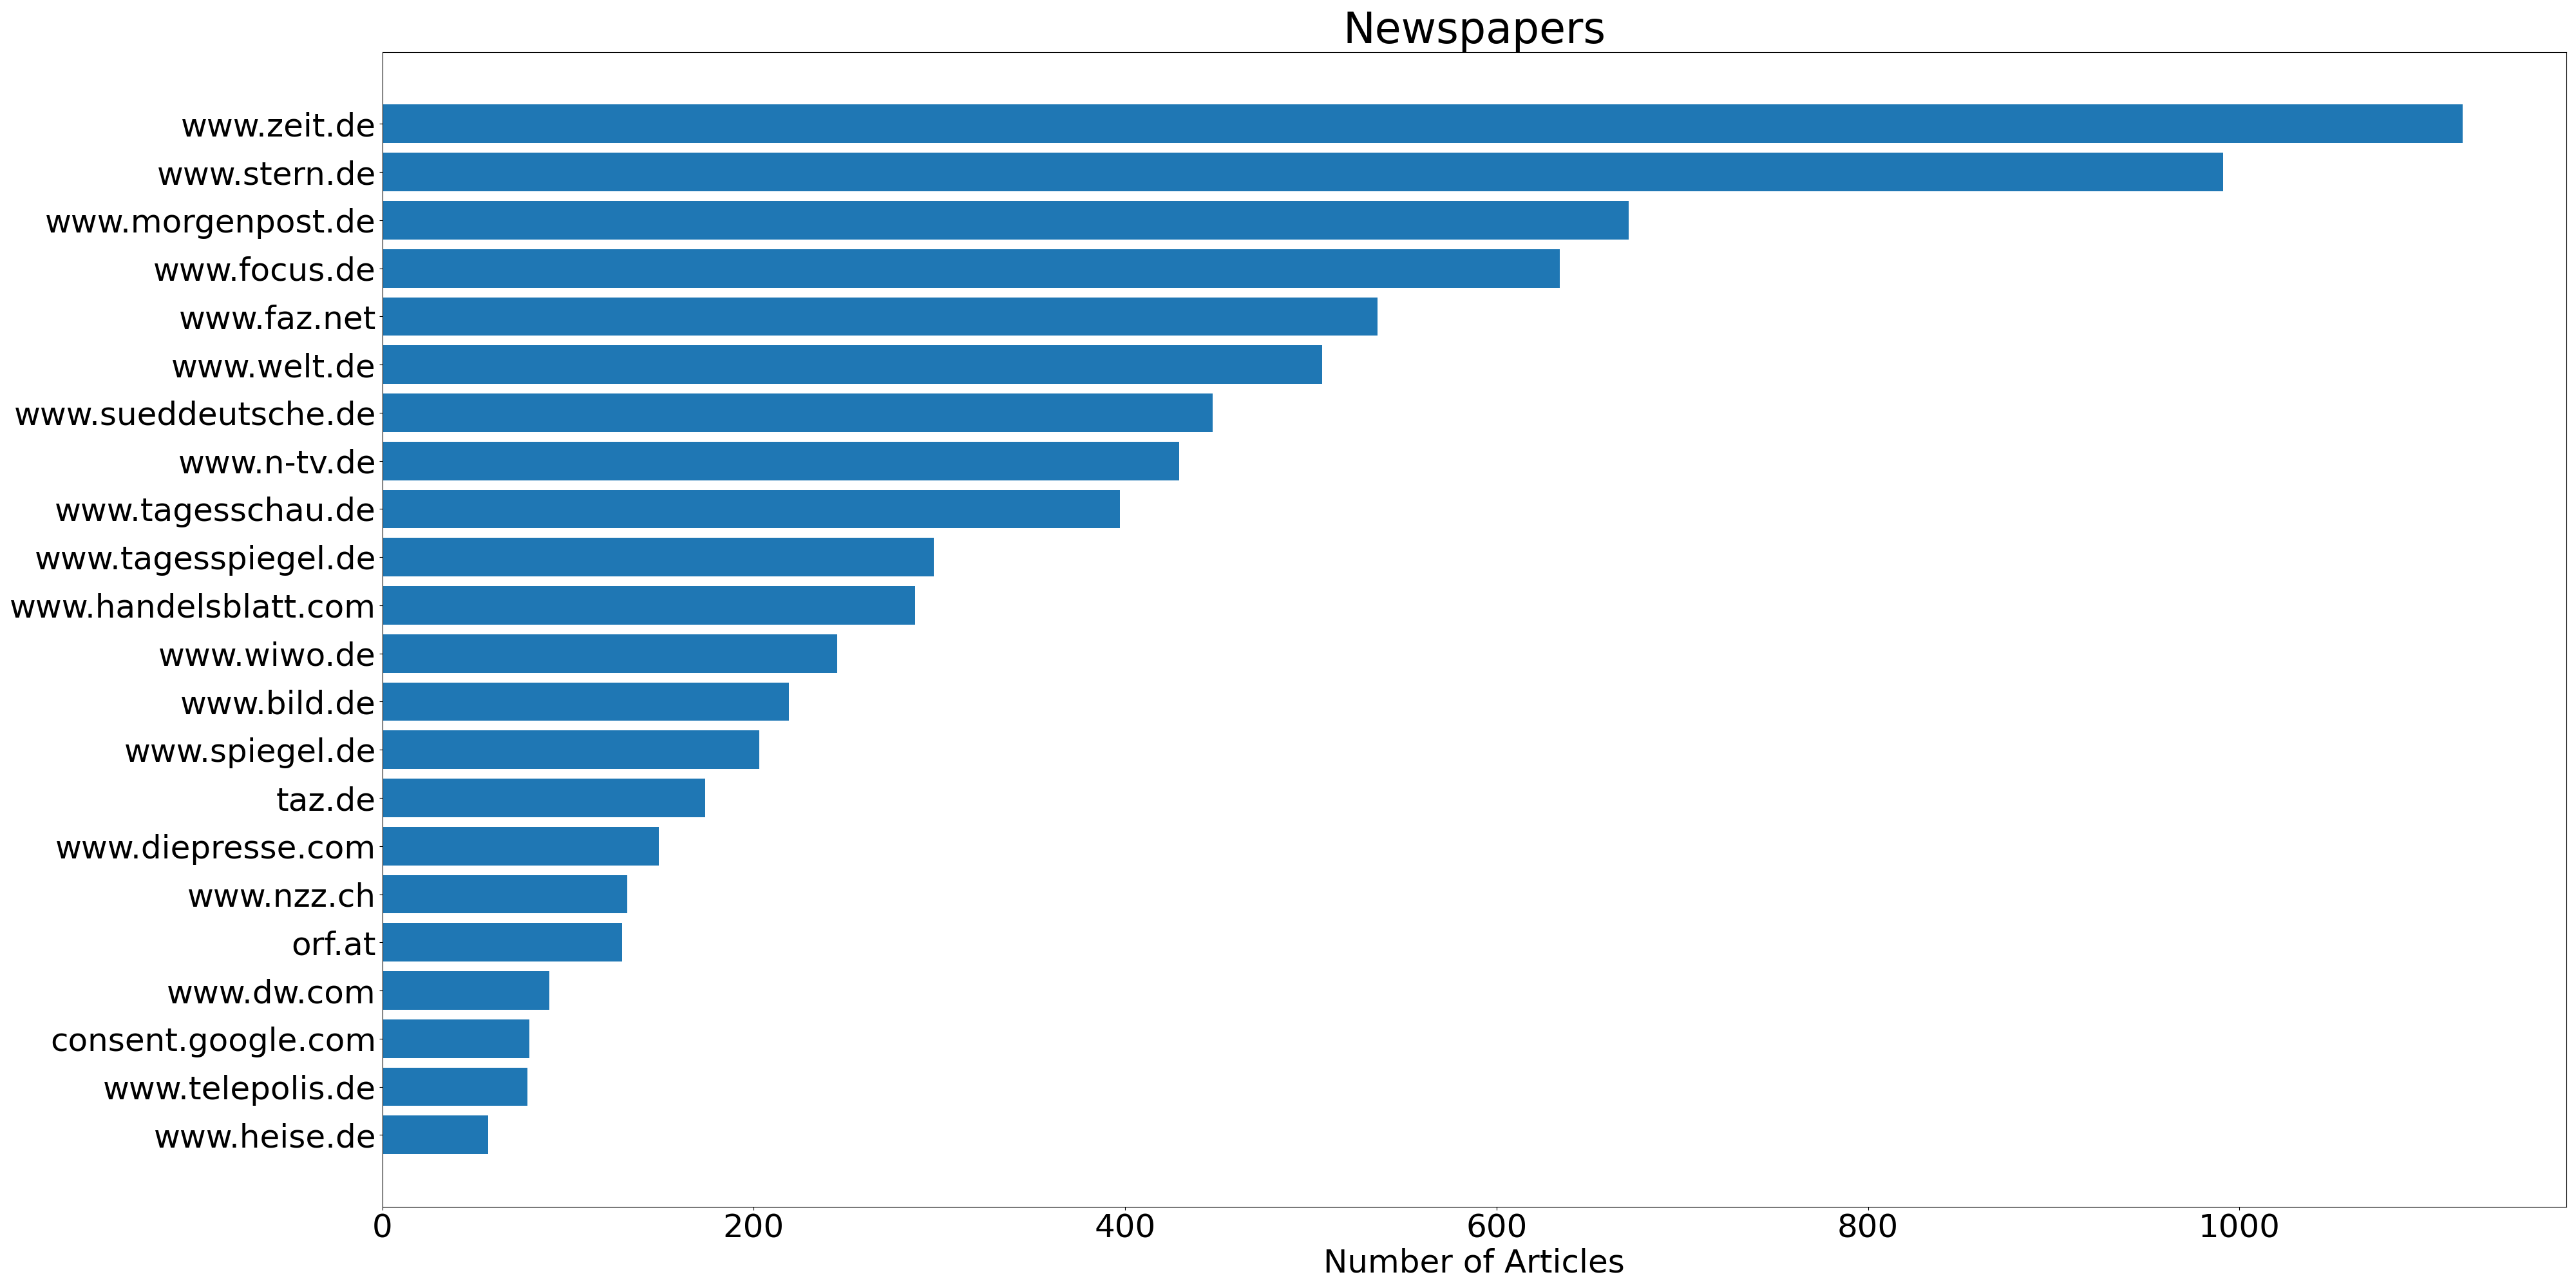 Newspapers
www.zeit.de
www.stern.de
www.morgenpost.de
www.focus.de
www.faz.net
www.welt.de
www.sueddeutsche.de
www.n-tv.de
www.tagesschau.de
www.tagesspiegel.de
www.handelsblatt.com
www.wiwo.de
www.bild.de
www.spiegel.de
taz.de
www.diepresse.com
www.nzz.ch
orf.at
www.dw.com
consent.google.com
www.telepolis.de
www.heise.de
0 200 400 600 800 1000
Number of Articles